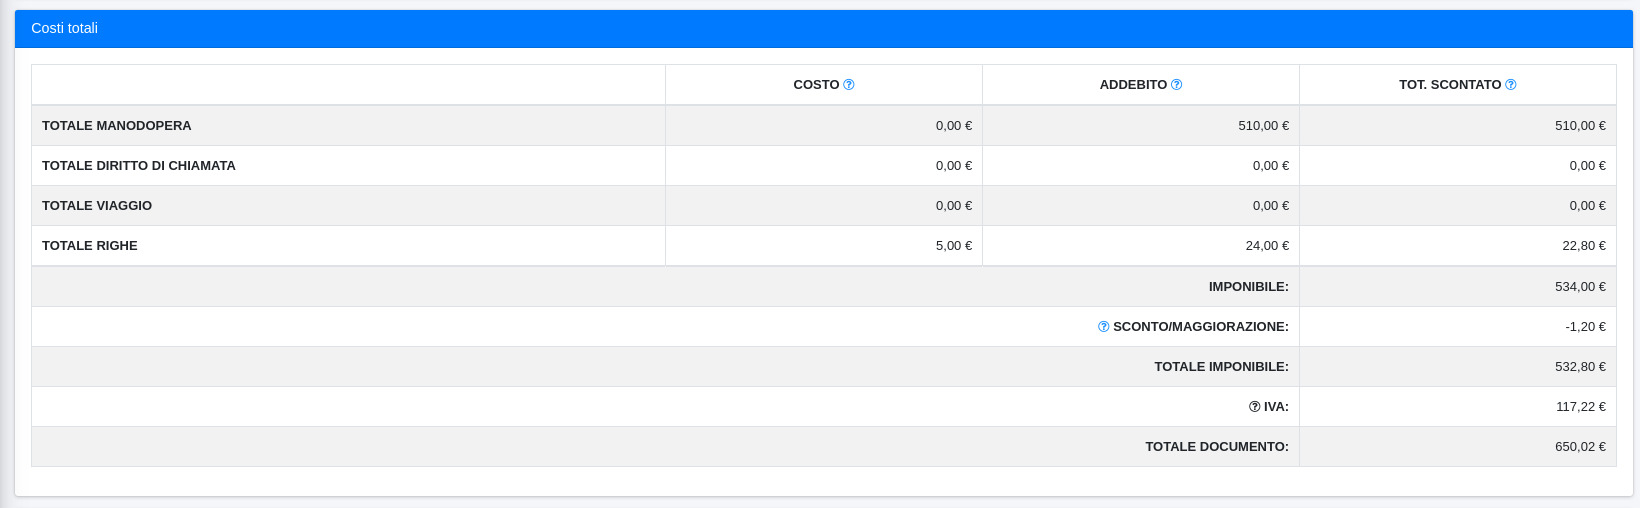 Costi totali
COSTO ADDEBITO TOT. SCONTATO
TOTALE MANODOPERA 0,00 € 510,00 € 510,00 €
TOTALE DIRITTO DI CHIAMATA 0,00 € 0,00 € 0,00 €
TOTALE VIAGGIO 0,00 € 0,00 € 0,00 €
TOTALE RIGHE 5,00 € 24,00 € 22,80 €
IMPONIBILE: 534,00 €
SCONTO/MAGGIORAZIONE: -1,20 €
TOTALE IMPONIBILE: 532,80 €
IVA: 117,22 €
TOTALE DOCUMENTO: 650,02 €